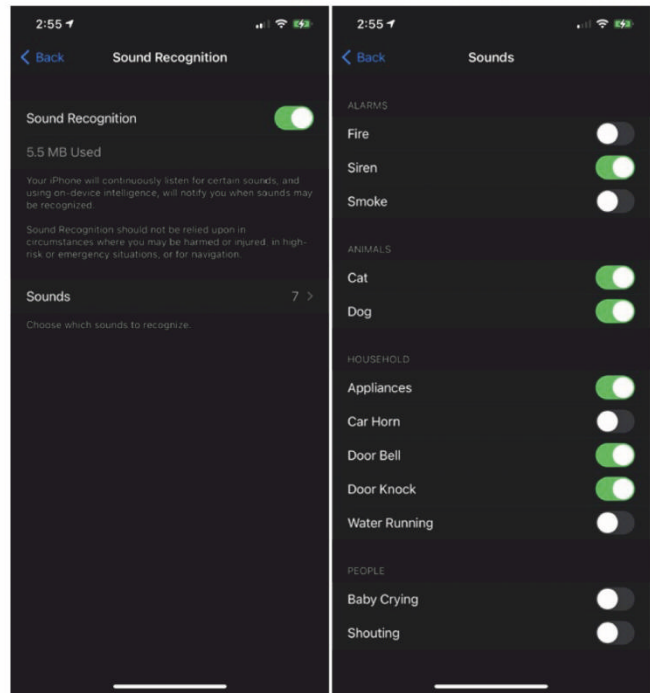 2:55
Back
Sound Recognition
Sound Recognition
5.5 MB Used
Your iPhone will continuously listen for certain sounds, and
using on-device intelligence, will notify you when sounds may
be recognized.
Sound Recognition should not be relied upon in
circumstances where you may be harmed or injured, in high-
risk or emergency situations, or for navigation.
Sounds 7
Choose which sounds to recognize.
2:55
Back
Sounds
ALARMS
Fire
Siren
Smoke
ANIMALS
Cat
Dog
HOUSEHOLD
Appliances
Car Horn
Door Bell
Door Knock
Water Running
PEOPLE
Baby Crying
Shouting